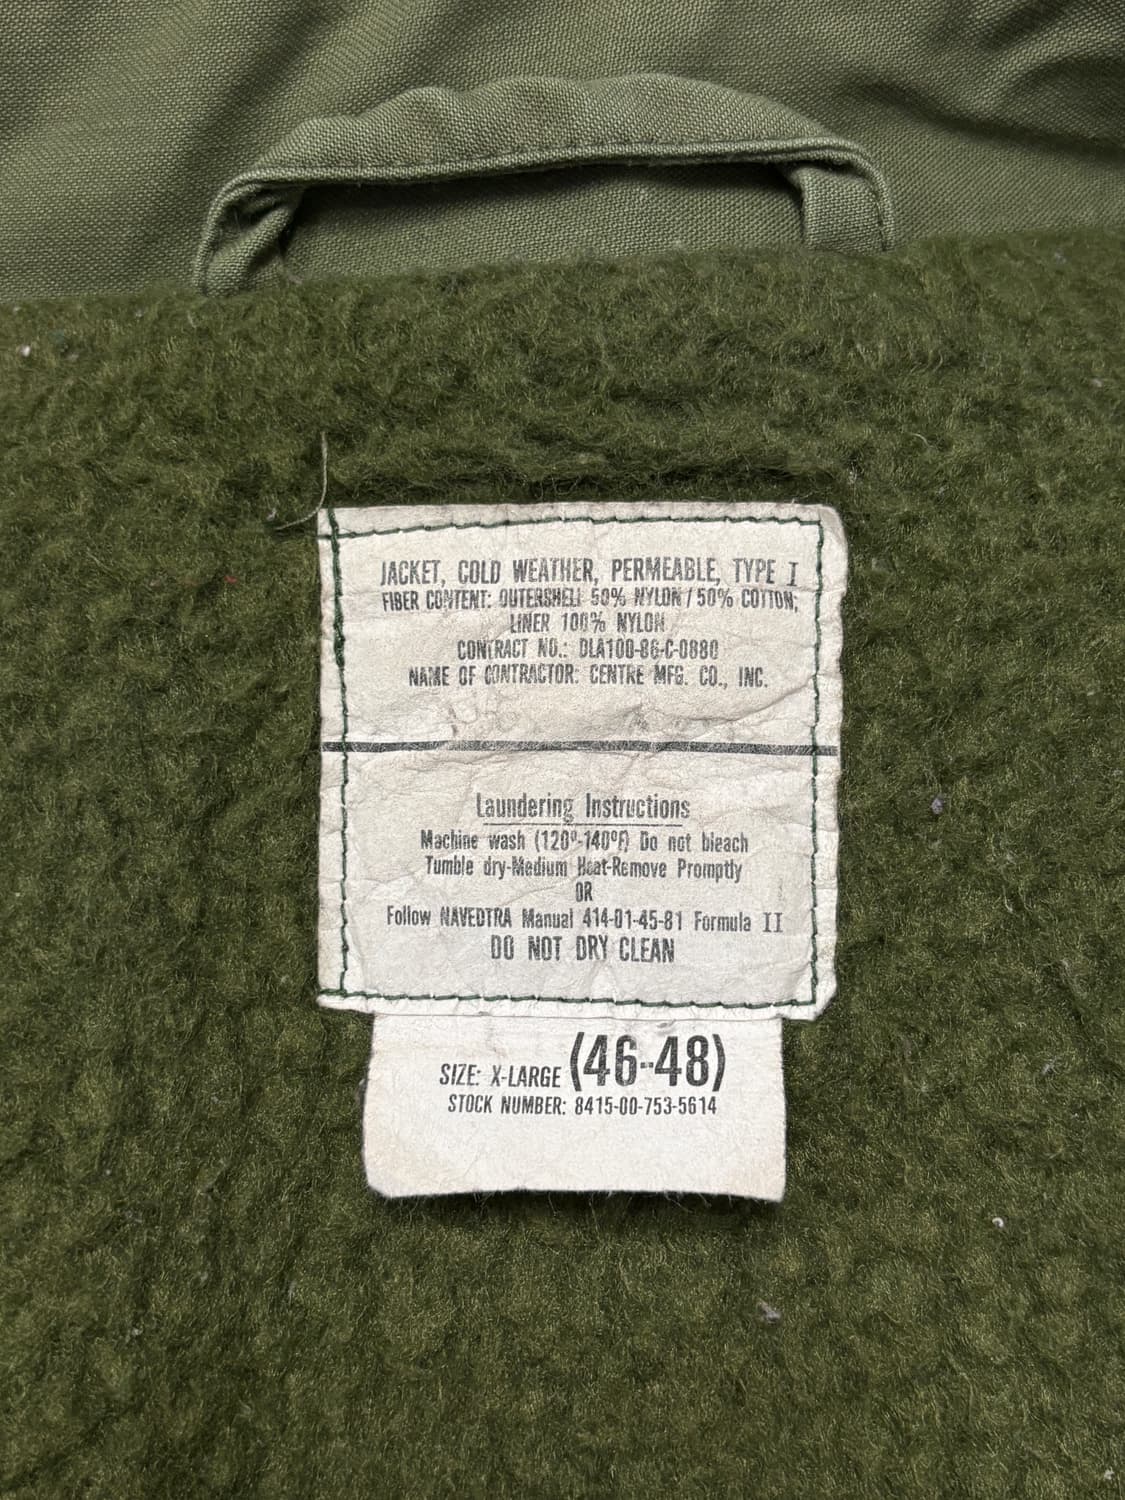 JACKET, COLD WEATHER, PERMEABLE, TYPE I
FIBER CONTENT: OUTERSHELL 50% NYLON / 50% COTTON;
LINER 100% NYLON
CONTRACT NO.: DLA100-86-C-0880
NAME OF CONTRACTOR: CENTRE MFG. CO., INC.
Laundering Instructions
Machine wash (120º-140ºF) Do not bleach
Tumble dry-Medium Heat-Remove Promptly
OR
Follow NAVEDTRA Manual 414-01-45-81 Formula II
DO NOT DRY CLEAN
SIZE: X-LARGE (46-48)
STOCK NUMBER: 8415-00-753-5614